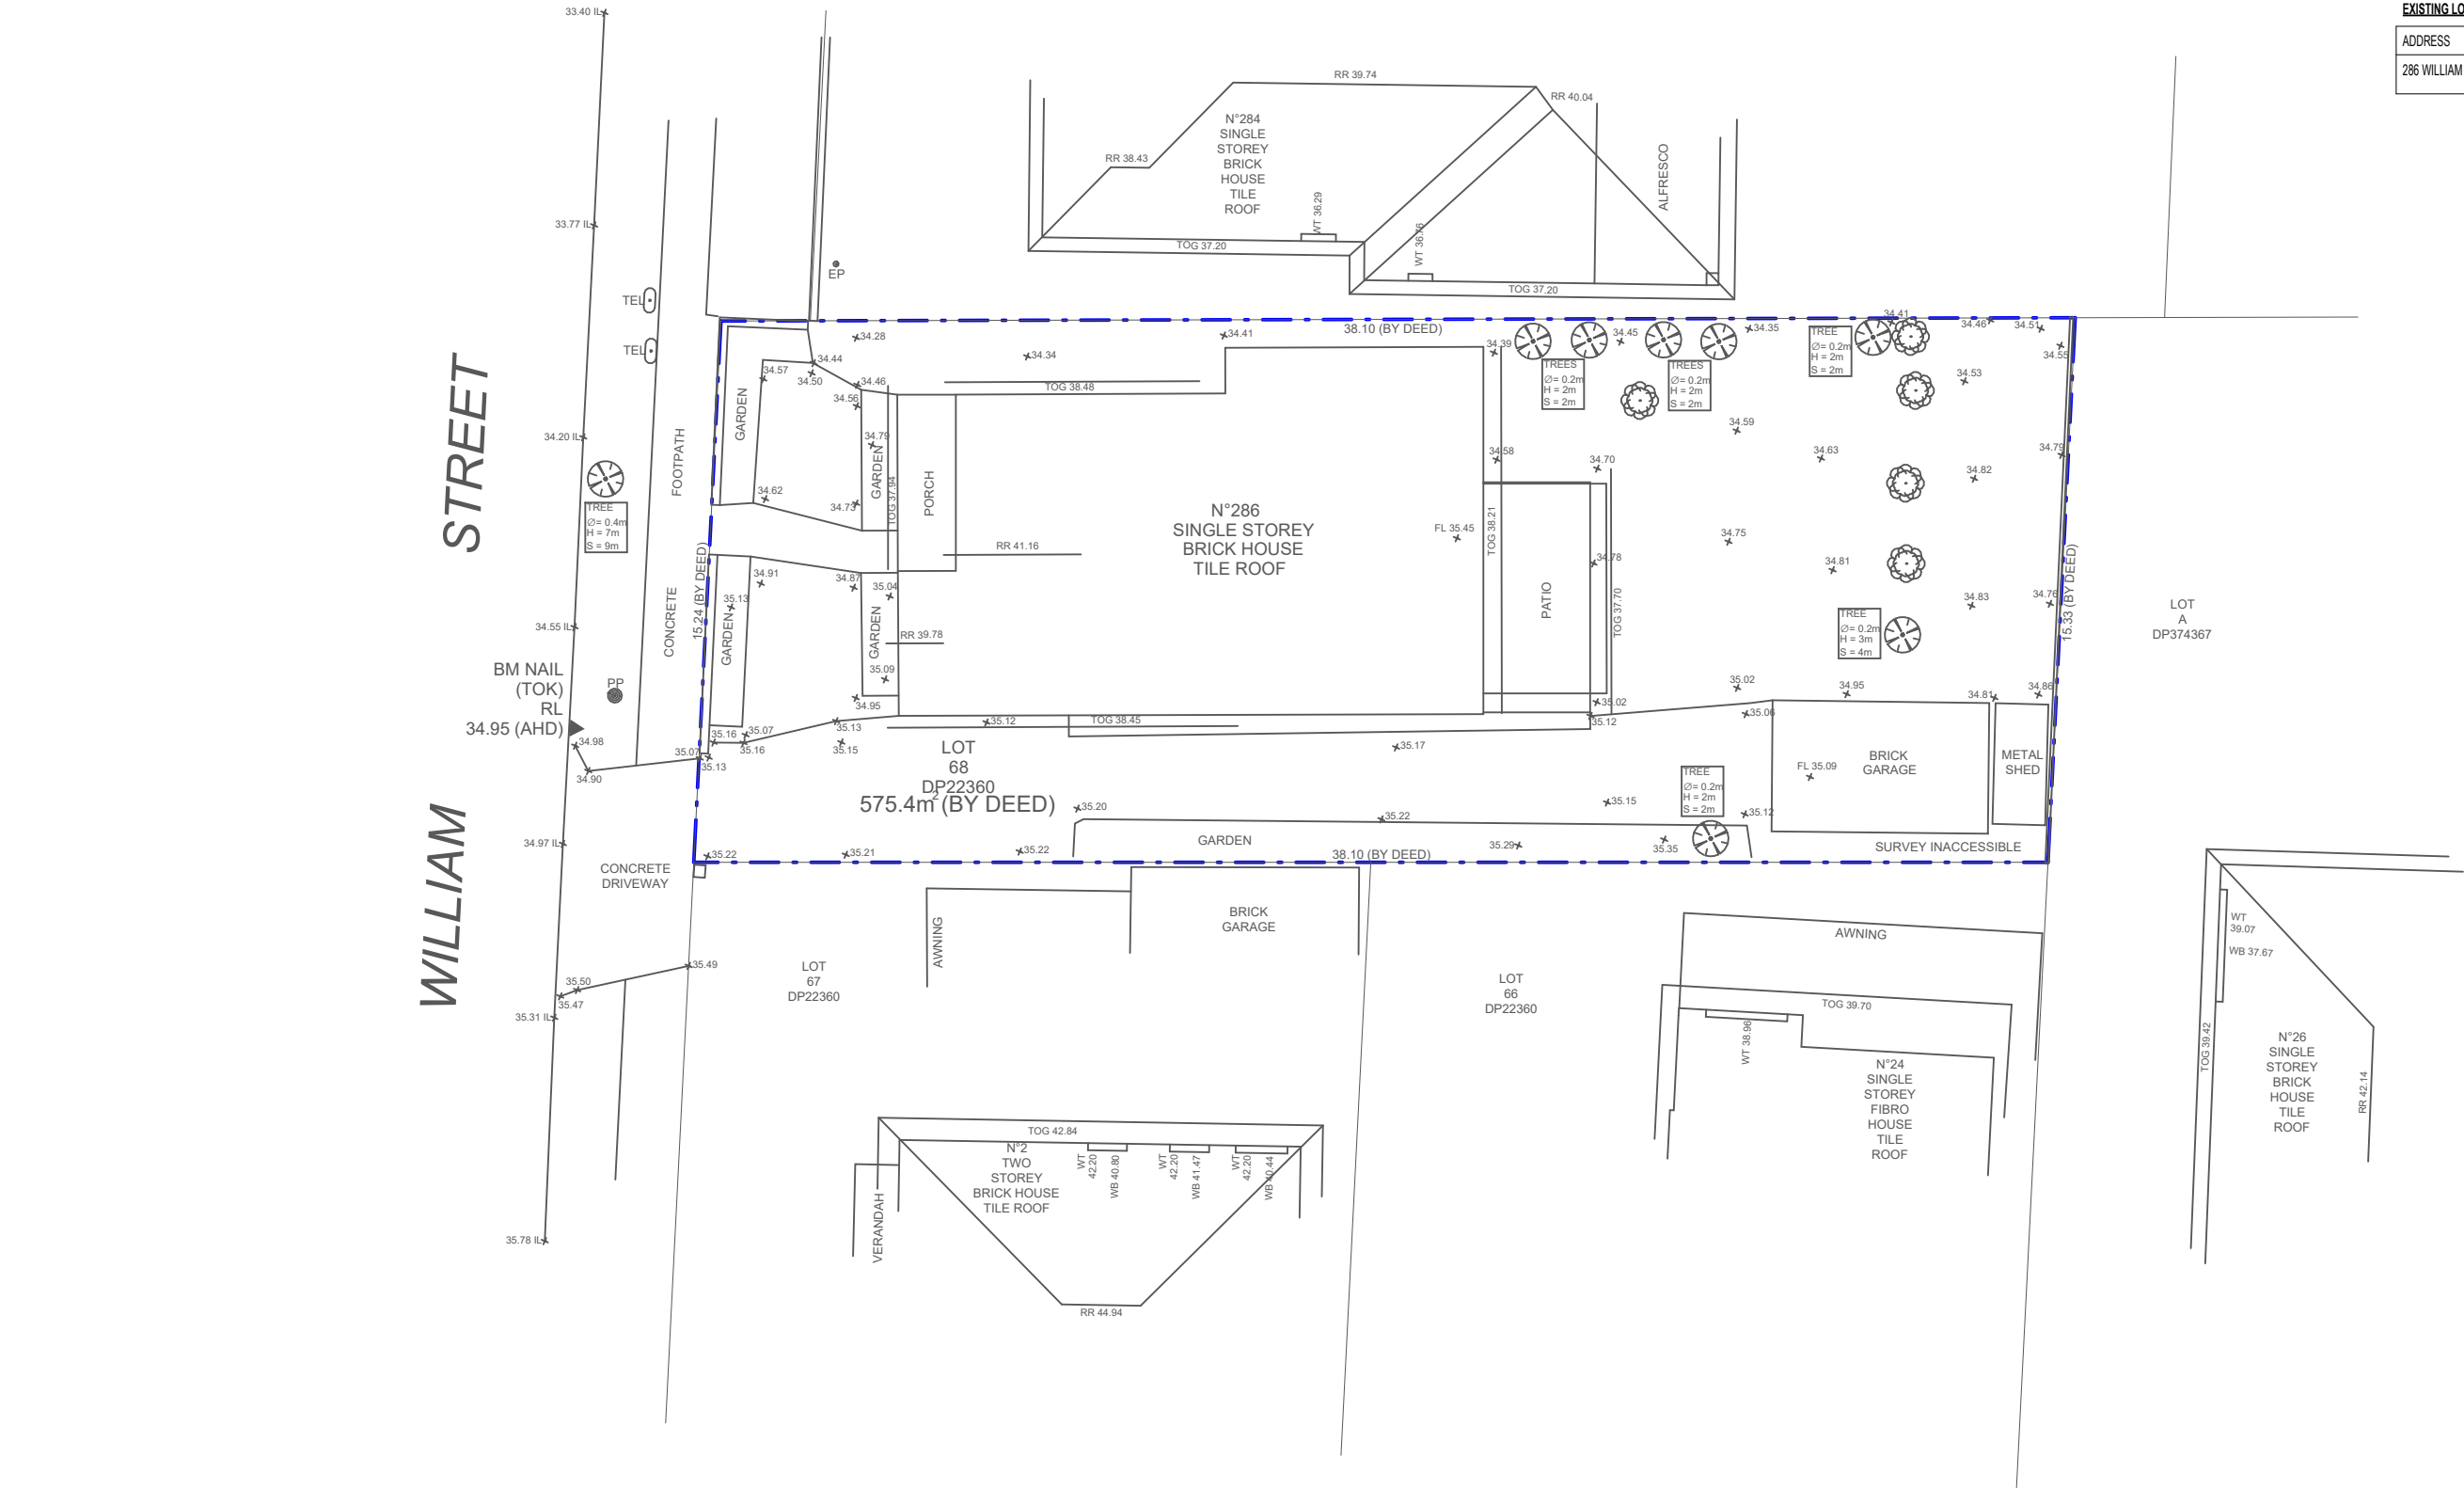 EXISTING LO
ADDRESS
286 WILLIAM
33.40 IL
33.77 IL
34.20 IL
34.55 IL
34.97 IL
35.31 IL
35.78 IL
WILLIAM STREET
TEL
TEL
EP
PP
FOOTPATH
CONCRETE
TREE
∅= 0.4m
H = 7m
S = 9m
BM NAIL
(TOK)
RL
34.95 (AHD)
34.98
34.90
35.07
35.13
CONCRETE
DRIVEWAY
35.49
35.50
35.47
RR 39.74
RR 40.04
RR 38.43
N°284
SINGLE
STOREY
BRICK
HOUSE
TILE
ROOF
WT 36.29
WT 36.76
ALFRESCO
TOG 37.20
TOG 37.20
38.10 (BY DEED)
15.24 (BY DEED)
15.33 (BY DEED)
38.10 (BY DEED)
34.28
34.34
34.41
34.39
34.45
34.35
34.41
34.46
34.51
34.55
34.53
34.57
34.44
34.50
34.46
34.56
34.79
34.62
34.73
GARDEN
GARDEN
TOG 37.94
PORCH
TOG 38.48
TREES
∅= 0.2m
H = 2m
S = 2m
TREES
∅= 0.2m
H = 2m
S = 2m
TREE
∅= 0.2m
H = 2m
S = 2m
34.58
34.70
34.59
34.63
34.82
34.79
N°286
SINGLE STOREY
BRICK HOUSE
TILE ROOF
FL 35.45
TOG 38.21
RR 41.16
RR 39.78
PATIO
TOG 37.70
34.78
34.75
34.81
34.83
34.76
TREE
∅= 0.2m
H = 3m
S = 4m
34.91
34.87
35.04
35.13
GARDEN
GARDEN
35.09
34.95
35.07
35.16
35.16
35.13
35.15
35.12
TOG 38.45
35.02
35.12
35.02
35.06
34.95
34.81
34.86
35.17
LOT
68
DP22360
575.4m2 (BY DEED)
35.20
35.22
35.15
35.12
TREE
∅= 0.2m
H = 2m
S = 2m
FL 35.09
BRICK
GARAGE
METAL
SHED
GARDEN
35.22
35.21
35.22
35.29
35.35
SURVEY INACCESSIBLE
LOT
A
DP374367
AWNING
BRICK
GARAGE
LOT
67
DP22360
LOT
66
DP22360
AWNING
TOG 39.70
WT 38.96
N°24
SINGLE
STOREY
FIBRO
HOUSE
TILE
ROOF
WT
39.07
WB 37.67
TOG 39.42
N°26
SINGLE
STOREY
BRICK
HOUSE
TILE
ROOF
RR 42.14
TOG 42.84
N°2
TWO
STOREY
BRICK HOUSE
TILE ROOF
WT
42.20
WB 40.80
WT
42.20
WB 41.47
WT
42.20
WB 40.44
VERANDAH
RR 44.94